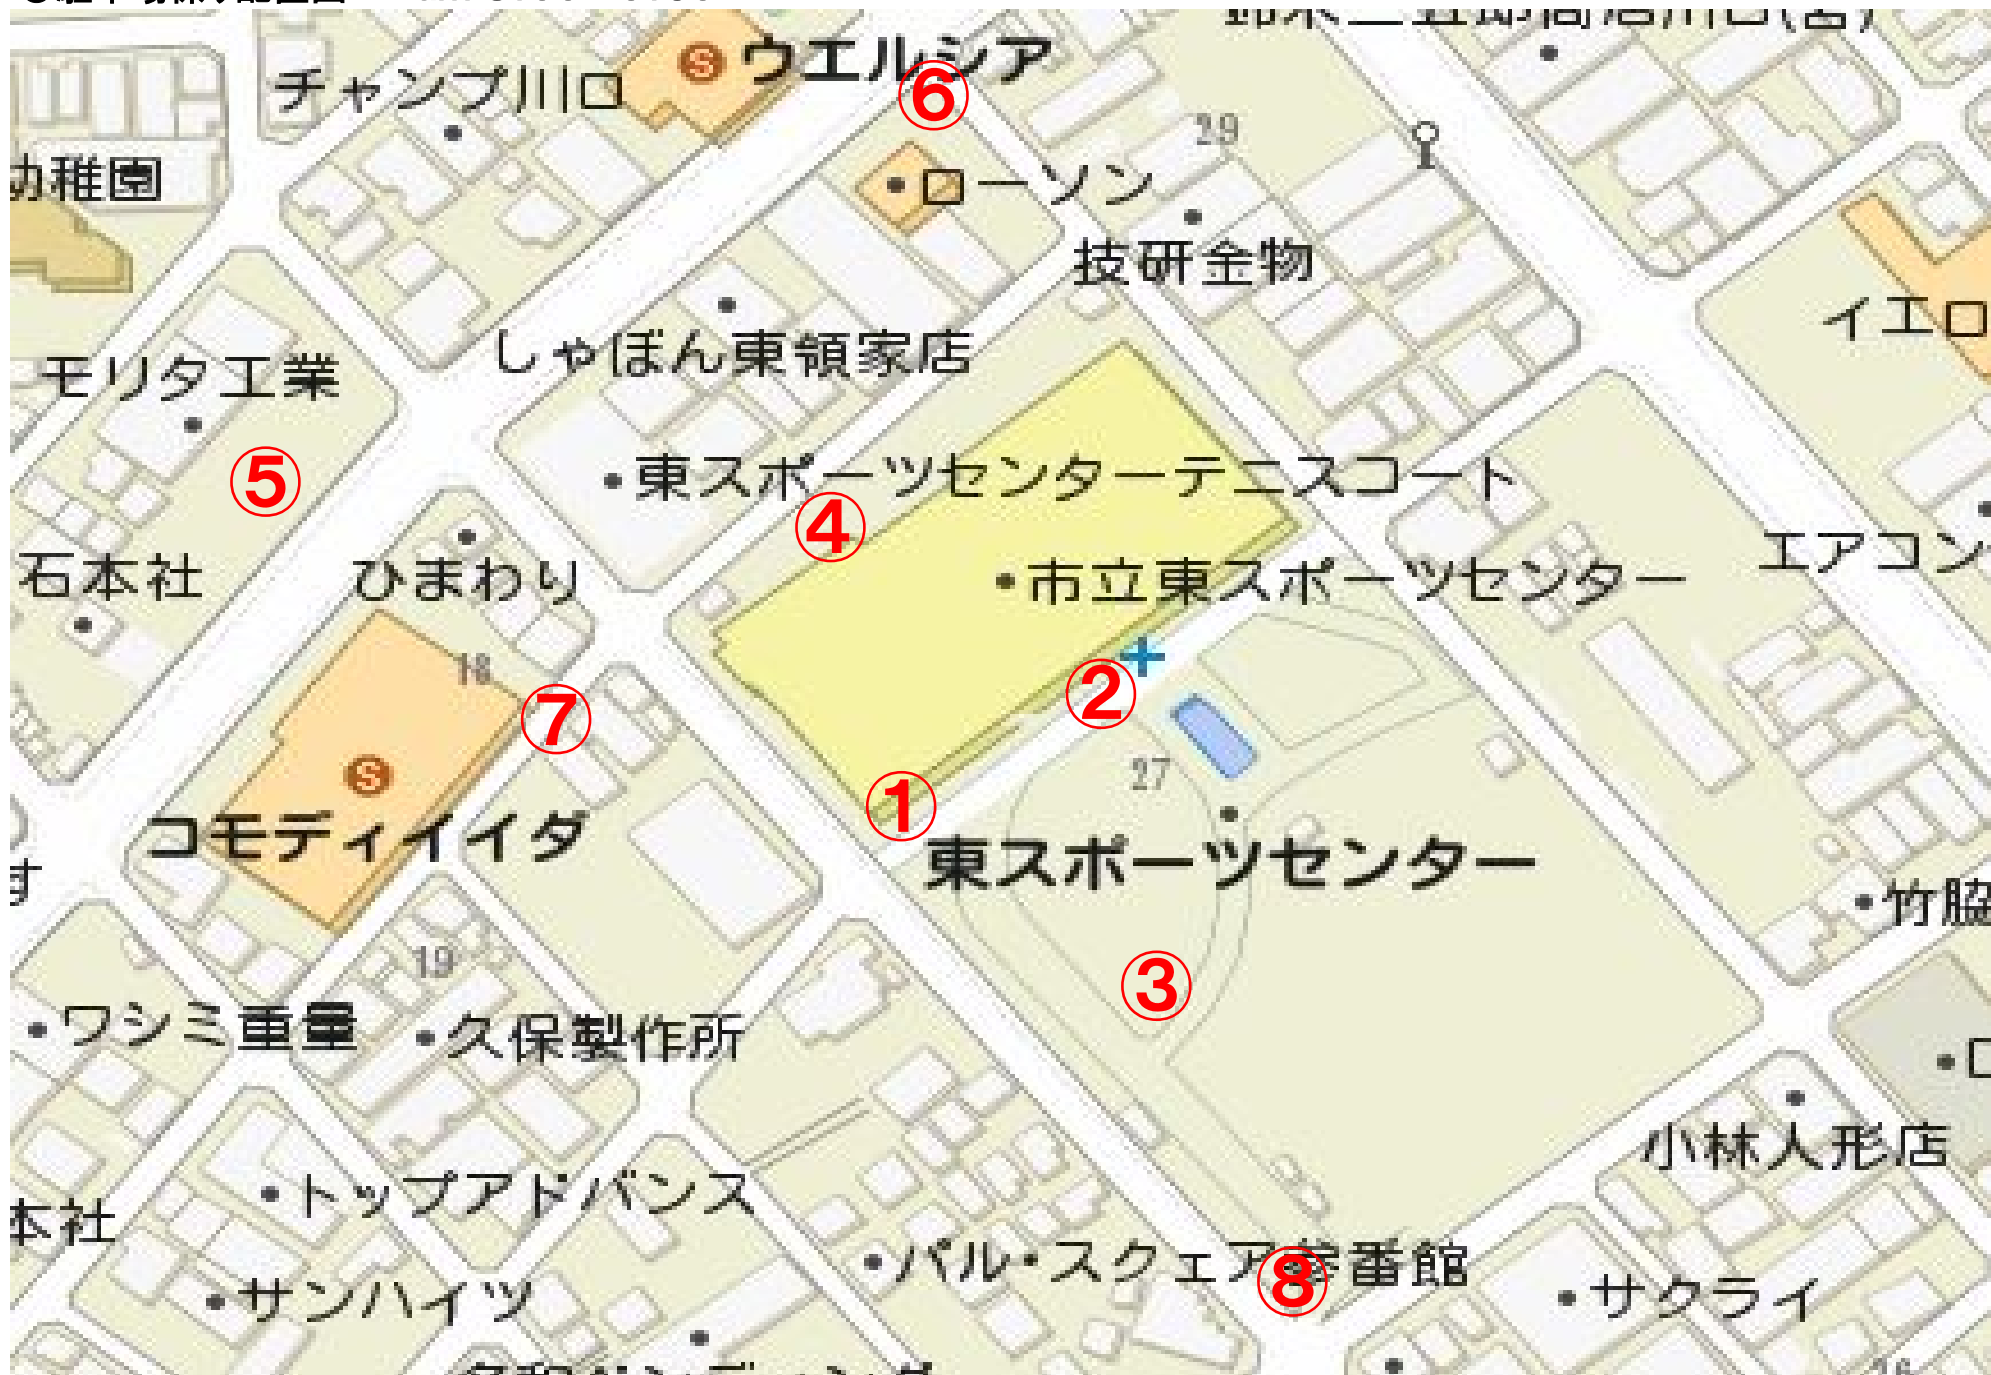 チャンプ川口
ウエルシア
⑥
29
幼稚園
ローソン
技研金物
イエロ
しゃぼん東領家店
モリタ工業
⑤
東スポーツセンターテニスコート
④
石本社
ひまわり
市立東スポーツセンター
エアコン
18
②
⑦
27
①
コモディイイダ
東スポーツセンター
竹脇
19
③
ワシミ重量
久保製作所
小林人形店
トップアドバンス
本社
パル・スクェア参番館
⑧
サンハイツ
サクライ